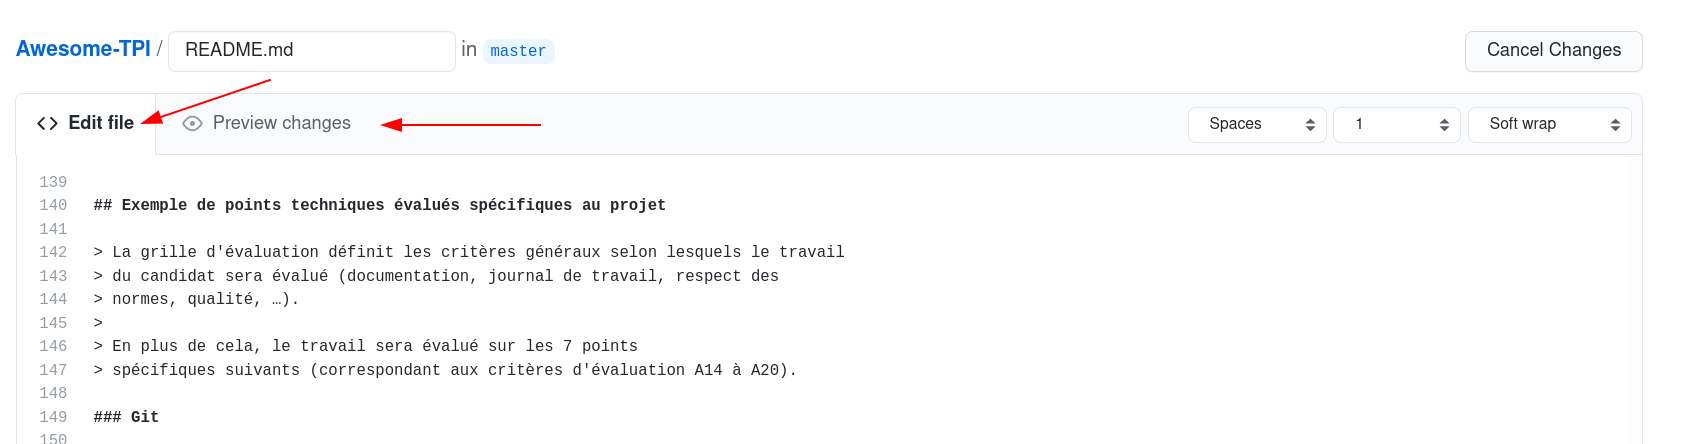 Awesome-TPI / README.md in master Cancel Changes
<> Edit file Preview changes Spaces 1 Soft wrap
139
140 ## Exemple de points techniques évalués spécifiques au projet
141
142 > La grille d'évaluation définit les critères généraux selon lesquels le travail
143 > du candidat sera évalué (documentation, journal de travail, respect des
144 > normes, qualité, …).
145 >
146 > En plus de cela, le travail sera évalué sur les 7 points
147 > spécifiques suivants (correspondant aux critères d'évaluation A14 à A20).
148
149 ### Git
150